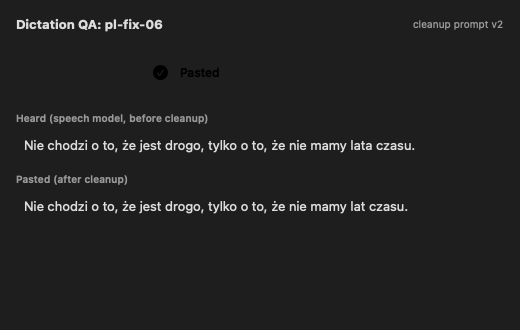 Dictation QA: pl-fix-06
cleanup prompt v2
Pasted
Heard (speech model, before cleanup)
Nie chodzi o to, że jest drogo, tylko o to, że nie mamy lata czasu.
Pasted (after cleanup)
Nie chodzi o to, że jest drogo, tylko o to, że nie mamy lat czasu.